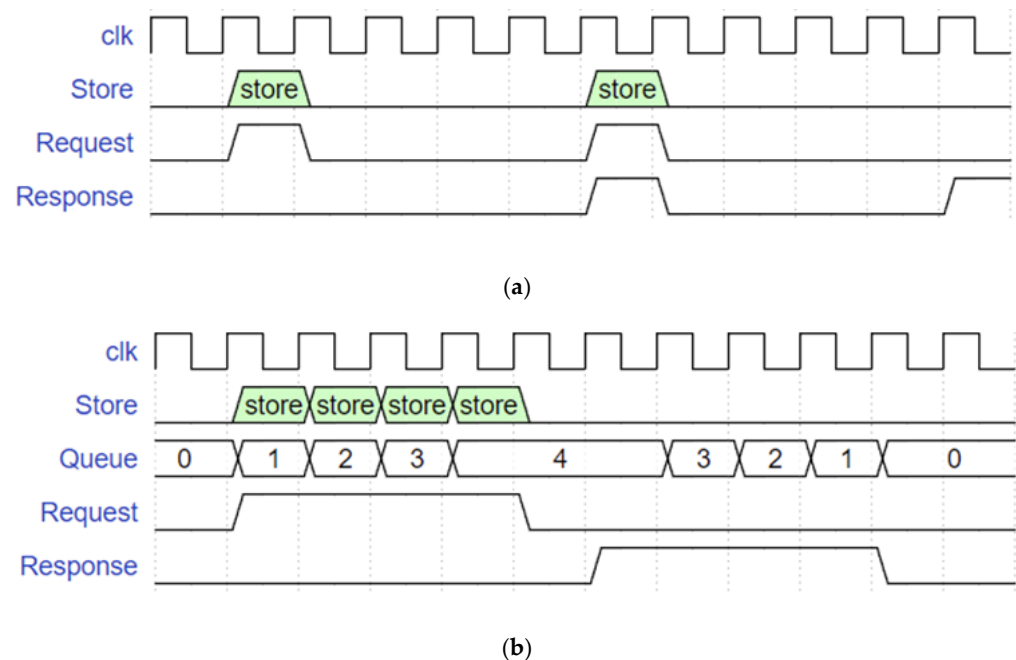 clk
Store store store
Request
Response
(a)
clk
Store store store store store
Queue 0 1 2 3 4 3 2 1 0
Request
Response
(b)